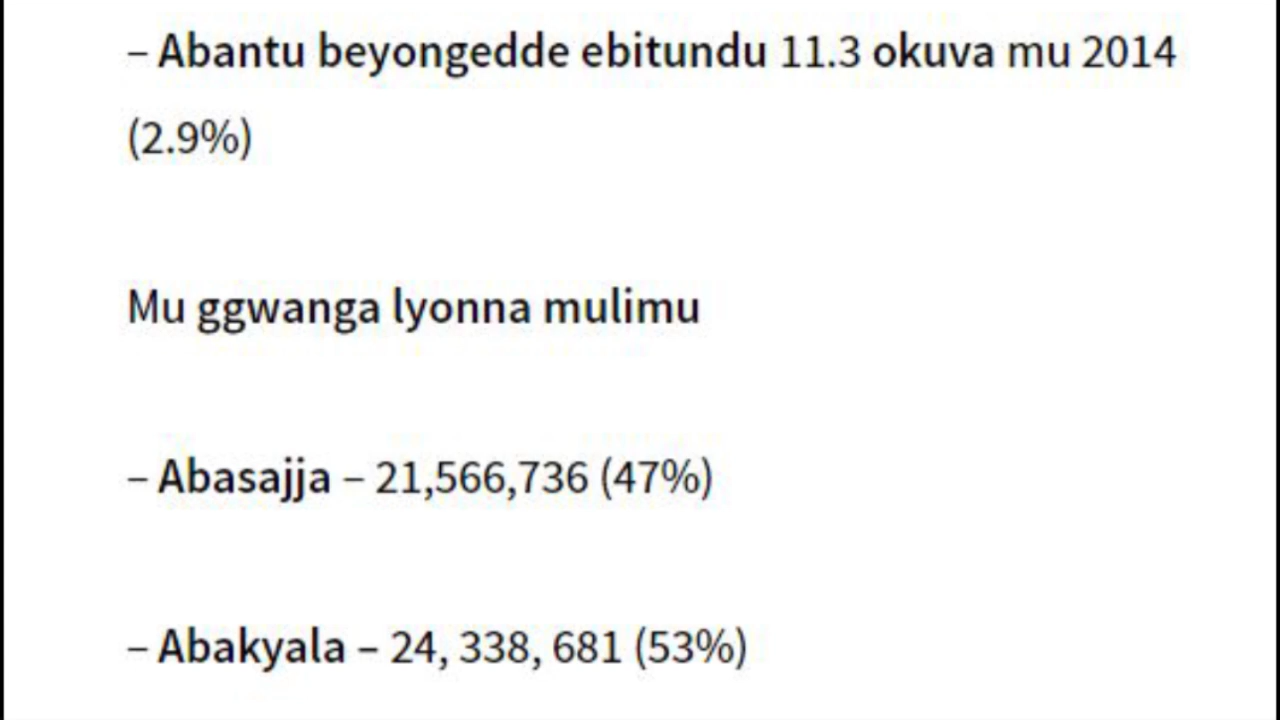 – Abantu beyongedde ebitundu 11.3 okuva mu 2014
(2.9%)
Mu ggwanga lyonna mulimu
– Abasajja – 21,566,736 (47%)
– Abakyala – 24, 338, 681 (53%)